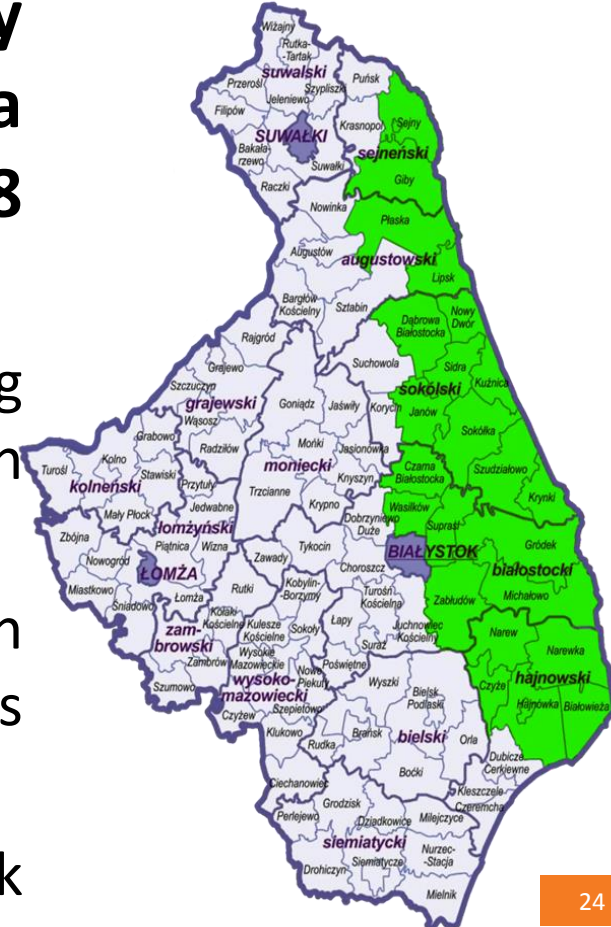 y
a
8
g
n
n
s
k
Wiżajny
Rutka-
-Tartak
suwalski
Szypliszki
Puńsk
Przerośl
Jeleniewo
Filipów
Krasnopol
Sejny
SUWAŁKI
Bakała-
rzewo
sejneński
Suwałki
Raczki
Giby
Nowinka
Płaska
Augustów
augustowski
Lipsk
Bargłów
Kościelny
Sztabin
Dąbrowa
Białostocka
Nowy
Dwór
Rajgród
Suchowola
Sidra
Grajewo
Kuźnica
Szczuczyn
sokólski
grajewski
Goniądz
Jaświły
Korycin
Janów
Wąsosz
Grabowo
Sokółka
Radziłów
Mońki
Jasionówka
Kolno
Turośl
Stawiski
moniecki
Czarna
Białostocka
Szudziałowo
kolneński
Przytuły
Knyszyn
Trzcianne
Krynki
Jedwabne
Krypno
Wasilków
Mały Płock
łomżyński
Dobrzyniewo
Duże
Supraśl
Zbójna
Piątnica
Wizna
Tykocin
Gródek
Nowogród
Zawady
BIAŁYSTOK
ŁOMŻA
Choroszcz
białostocki
Miastkowo
Rutki
Kobylin-
-Borzymy
Michałowo
Śniadowo
Łomża
Turośń
Kościelna
Zabłudów
Kołaki
Kościelne
Kulesze
Kościelne
Sokoły
Łapy
Juchnowiec
Kościelny
Narew
zam-
browski
Wysokie
Mazowieckie
Suraż
Narewka
Zambrów
Nowe
Piekuty
Poświętne
wysoko-
mazowiecki
Wyszki
Czyże
hajnowski
Szumowo
Szepietowo
Bielsk
Podlaski
Hajnówka
Białowieża
Czyżew
Klukowo
Brańsk
bielski
Orla
Rudka
Dubicze
Cerkiewne
Boćki
Ciechanowiec
Kleszczele
Grodzisk
Czeremcha
Perlejewo
Dziadkowice
Milejczyce
siemiatycki
Nurzec-
-Stacja
Drohiczyn
Siemiatycze
Mielnik
24